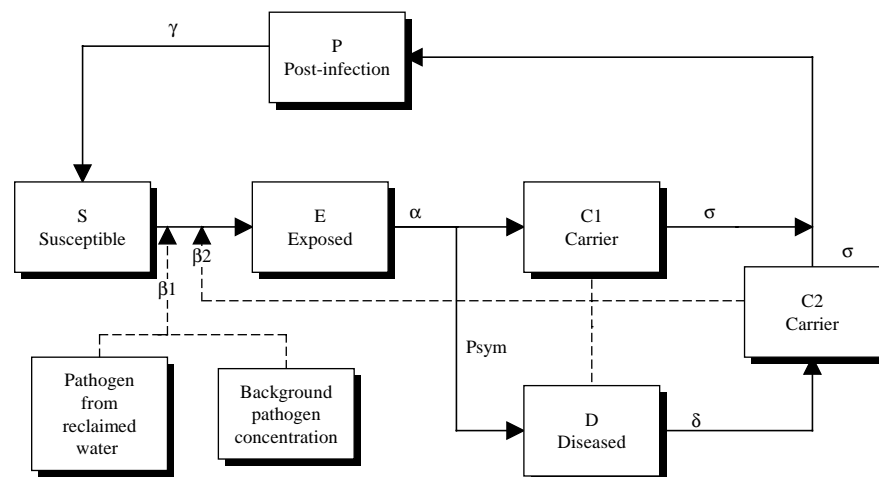 γ
P
Post-infection
S
Susceptible
E
Exposed
α
C1
Carrier
σ
σ
β2
β1
C2
Carrier
Psym
Pathogen
from
reclaimed
water
Background
pathogen
concentration
D
Diseased
δ